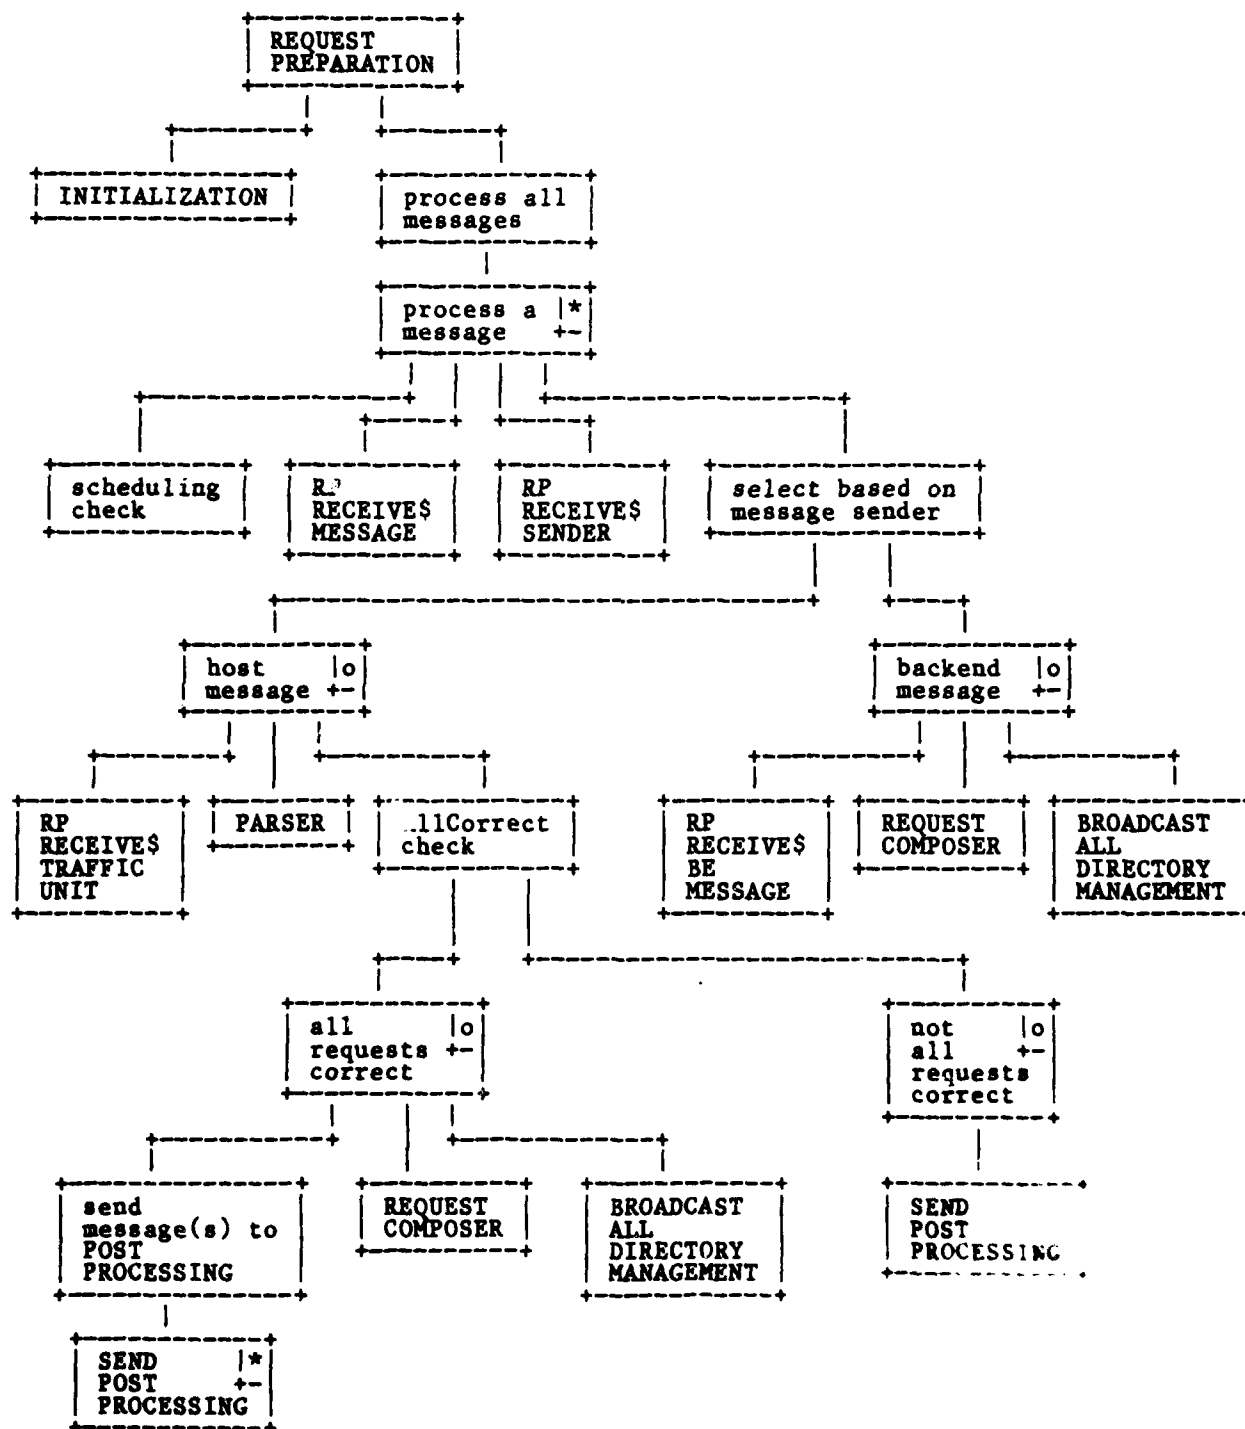 REQUEST
PREPARATION
INITIALIZATION
process all
messages
process a |*
message +-
scheduling
check
RP
RECEIVE$
MESSAGE
RP
RECEIVE$
SENDER
select based on
message sender
host |o
message +-
backend |o
message +-
RP
RECEIVE$
TRAFFIC
UNIT
PARSER
check
RP
RECEIVE$
BE
MESSAGE
REQUEST
COMPOSER
BROADCAST
ALL
DIRECTORY
MANAGEMENT
all |o
requests +-
correct
not |o
all +-
requests
correct
send
message(s) to
POST
PROCESSING
REQUEST
COMPOSER
BROADCAST
ALL
DIRECTORY
MANAGEMENT
SEND
POST
PROCESSING
SEND |*
POST +-
PROCESSING